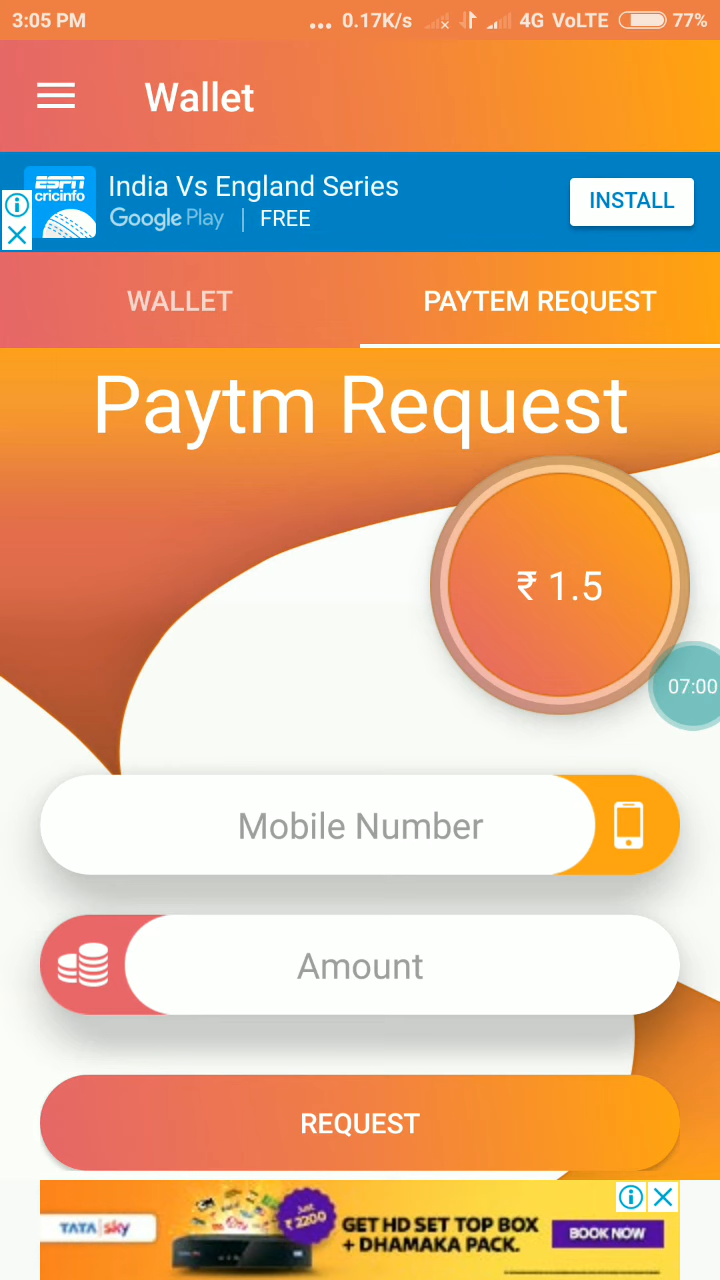 3:05 PM ... 0.17K/s 4G VoLTE 77%
Wallet
ESPN
cricinfo
India Vs England Series
Google Play | FREE
INSTALL
WALLET PAYTEM REQUEST
Paytm Request
₹ 1.5
07:00
Mobile Number
Amount
REQUEST
TATA sky
Just
₹2200
GET HD SET TOP BOX
+ DHAMAKA PACK.
BOOK NOW